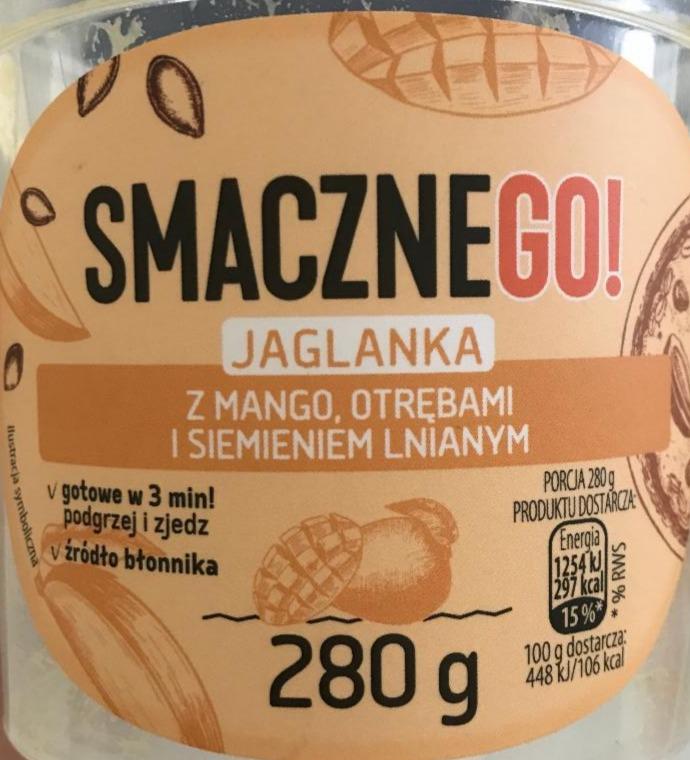 SMACZNEGO!
JAGLANKA
Z MANGO, OTRĘBAMI
I SIEMIENIEM LNIANYM
ilustracja symboliczna
√ gotowe w 3 min!
podgrzej i zjedz
√ źródło błonnika
280 g
PORCJA 280 g
PRODUKTU DOSTARCZA:
Energia
1254 kJ
297 kcal
15 %*
* % RWS
100 g dostarcza:
448 kJ/106 kcal